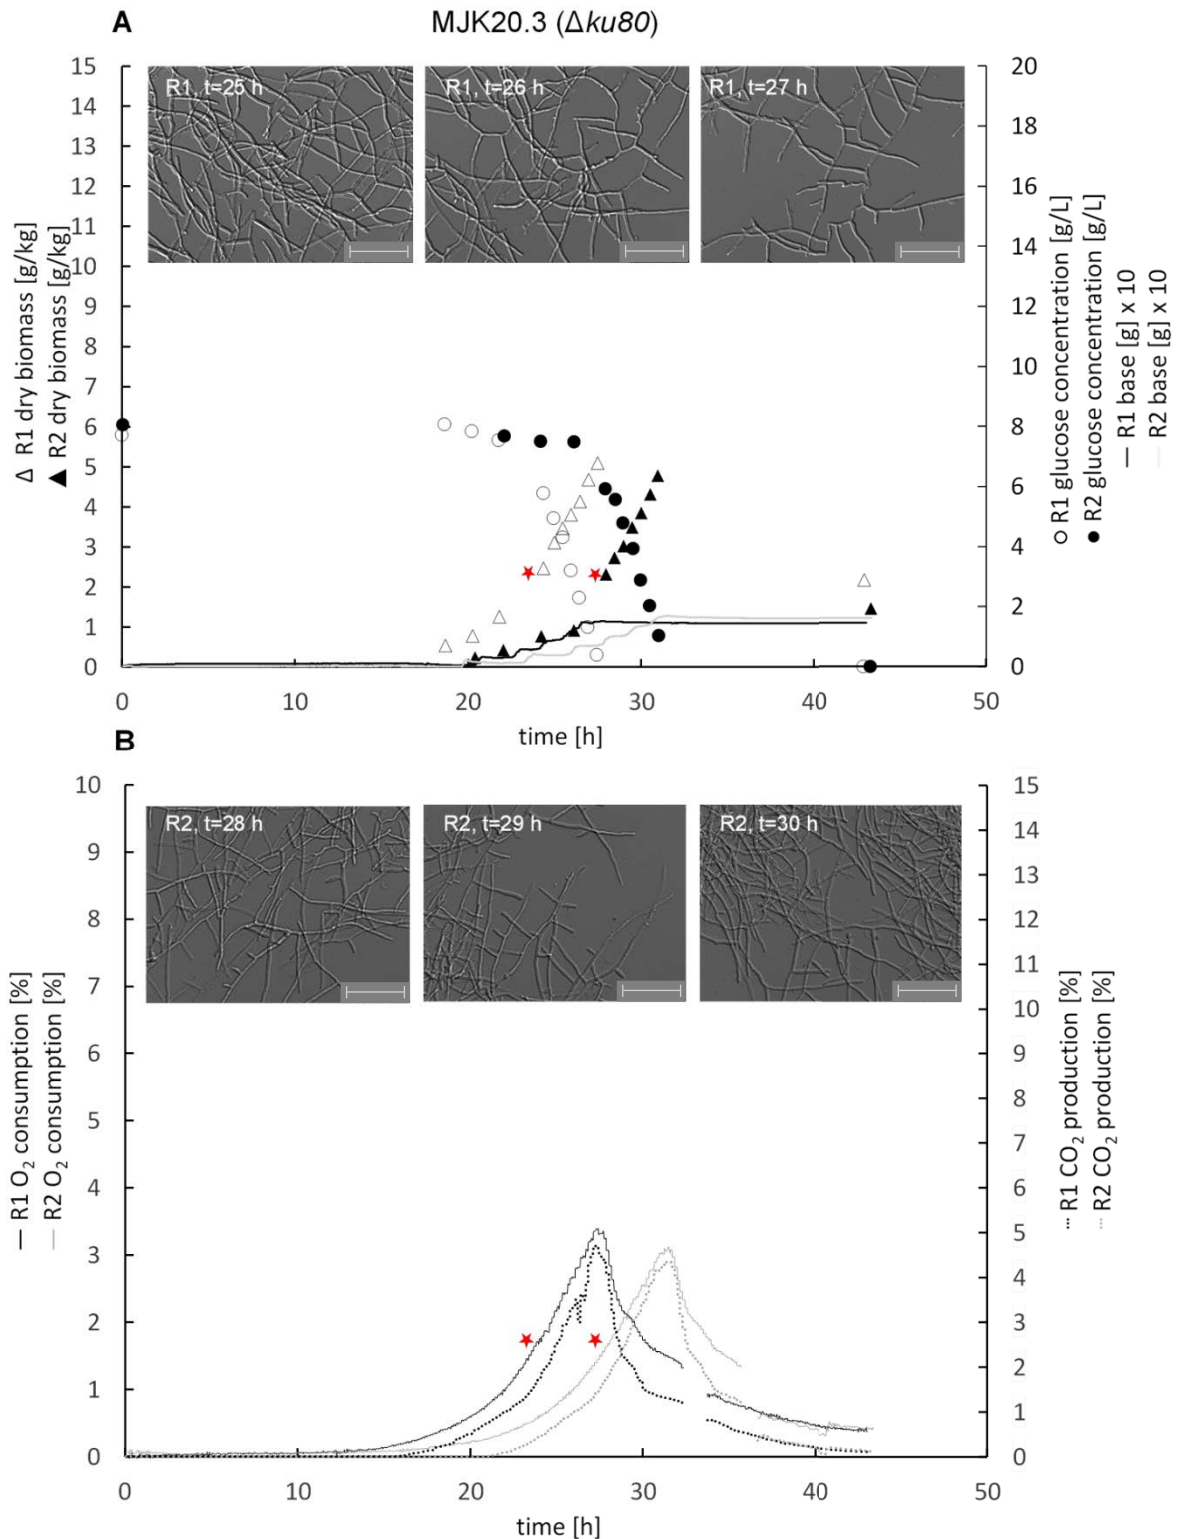 A
MJK20.3 (Δku80)
15
14
13
12
11
10
9
8
7
6
5
4
3
2
1
0
Δ R1 dry biomass [g/kg]
▲ R2 dry biomass [g/kg]
R1, t=25 h
R1, t=26 h
R1, t=27 h
20
18
16
14
12
10
8
6
4
2
0
○ R1 glucose concentration [g/L]
● R2 glucose concentration [g/L]
— R1 base [g] x 10
— R2 base [g] x 10
0 10 20 30 40 50
time [h]
B
10
9
8
7
6
5
4
3
2
1
0
— R1 O₂ consumption [%]
— R2 O₂ consumption [%]
R2, t=28 h
R2, t=29 h
R2, t=30 h
15
14
13
12
11
10
9
8
7
6
5
4
3
2
1
0
R1 CO₂ production [%]
R2 CO₂ production [%]
0 10 20 30 40 50
time [h]